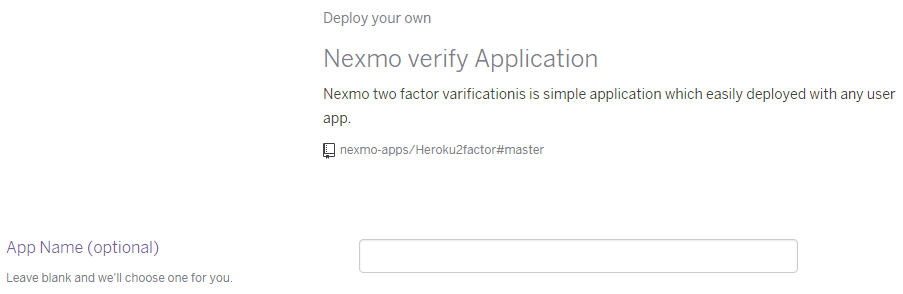 Deploy your own
Nexmo verify Application
Nexmo two factor varificationis is simple application which easily deployed with any user
app.
nexmo-apps/Heroku2factor#master
App Name (optional)
Leave blank and we'll choose one for you.